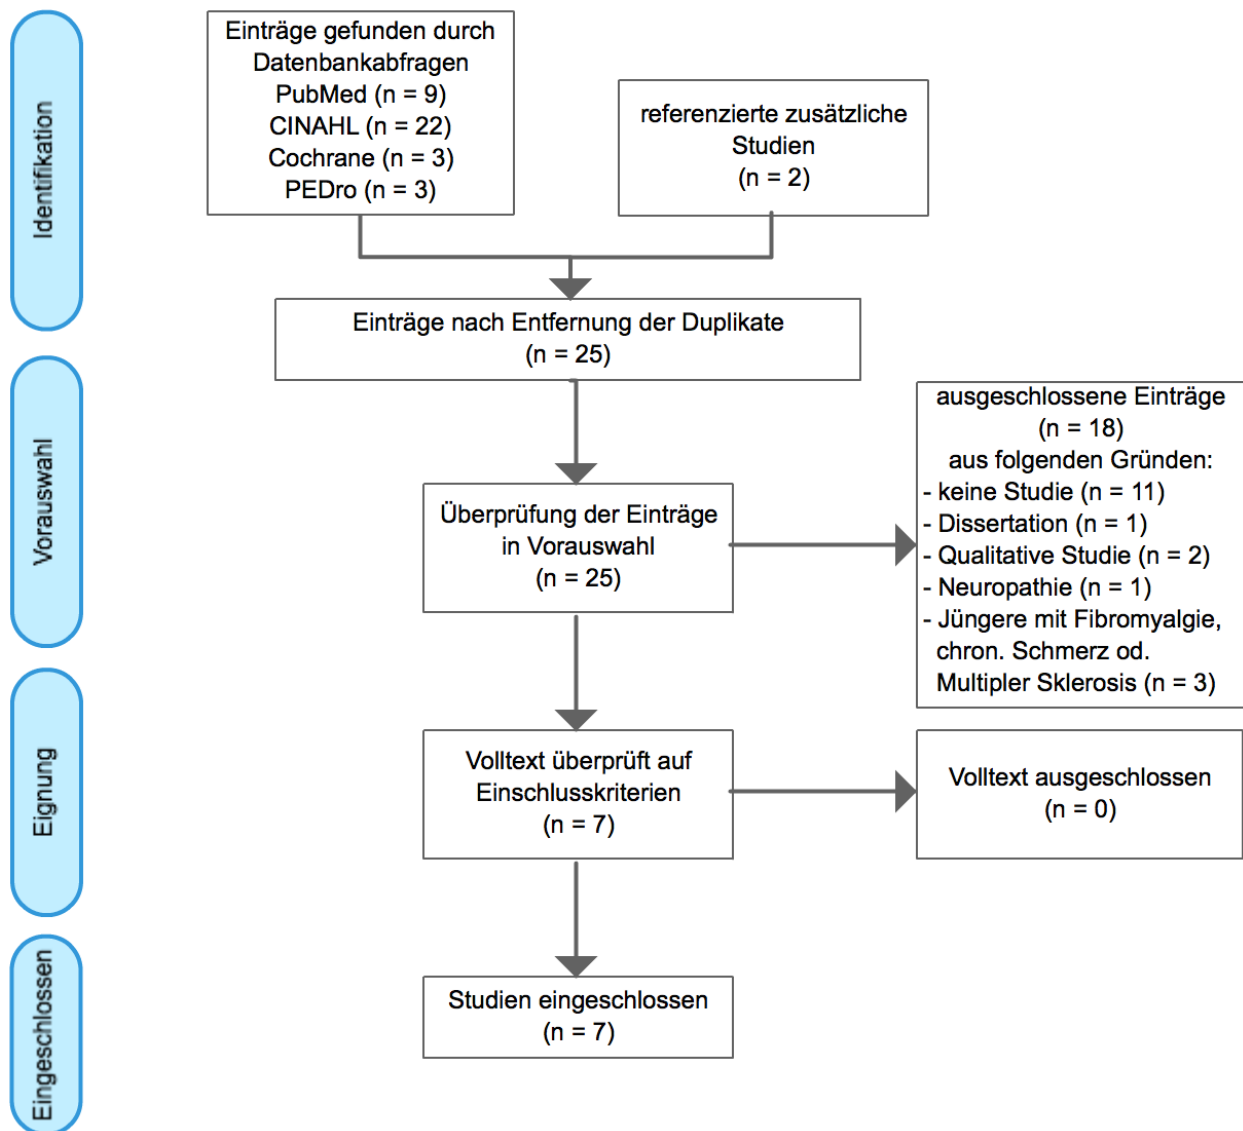 Identifikation
Einträge gefunden durch
Datenbankabfragen
PubMed (n = 9)
CINAHL (n = 22)
Cochrane (n = 3)
PEDro (n = 3)
referenzierte zusätzliche
Studien
(n = 2)
Einträge nach Entfernung der Duplikate
(n = 25)
Vorauswahl
Überprüfung der Einträge
in Vorauswahl
(n = 25)
ausgeschlossene Einträge
(n = 18)
aus folgenden Gründen:
- keine Studie (n = 11)
- Dissertation (n = 1)
- Qualitative Studie (n = 2)
- Neuropathie (n = 1)
- Jüngere mit Fibromyalgie,
chron. Schmerz od.
Multipler Sklerosis (n = 3)
Eignung
Volltext überprüft auf
Einschlusskriterien
(n = 7)
Volltext ausgeschlossen
(n = 0)
Eingeschlossen
Studien eingeschlossen
(n = 7)